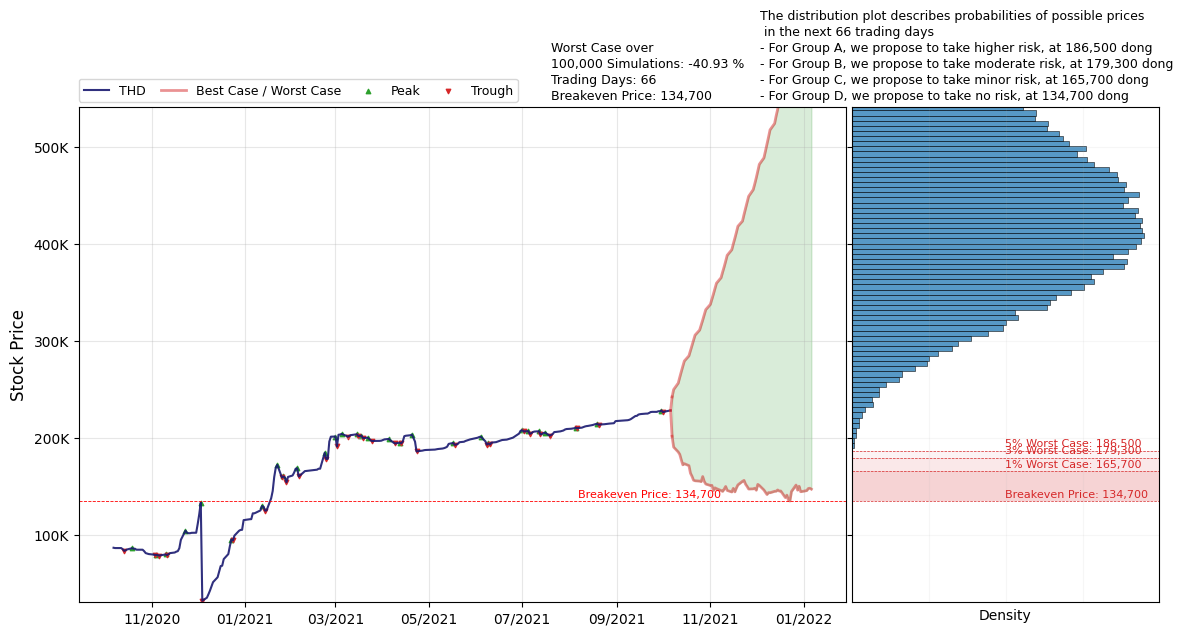 The distribution plot describes probabilities of possible prices
in the next 66 trading days
- For Group A, we propose to take higher risk, at 186,500 dong
- For Group B, we propose to take moderate risk, at 179,300 dong
- For Group C, we propose to take minor risk, at 165,700 dong
- For Group D, we propose to take no risk, at 134,700 dong
Worst Case over
100,000 Simulations: -40.93 %
Trading Days: 66
Breakeven Price: 134,700
THD
Best Case / Worst Case
Peak
Trough
Stock Price
500K
400K
300K
200K
100K
Breakeven Price: 134,700
11/2020
01/2021
03/2021
05/2021
07/2021
09/2021
11/2021
01/2022
5% Worst Case: 186,500
3% Worst Case: 179,300
1% Worst Case: 165,700
Breakeven Price: 134,700
Density